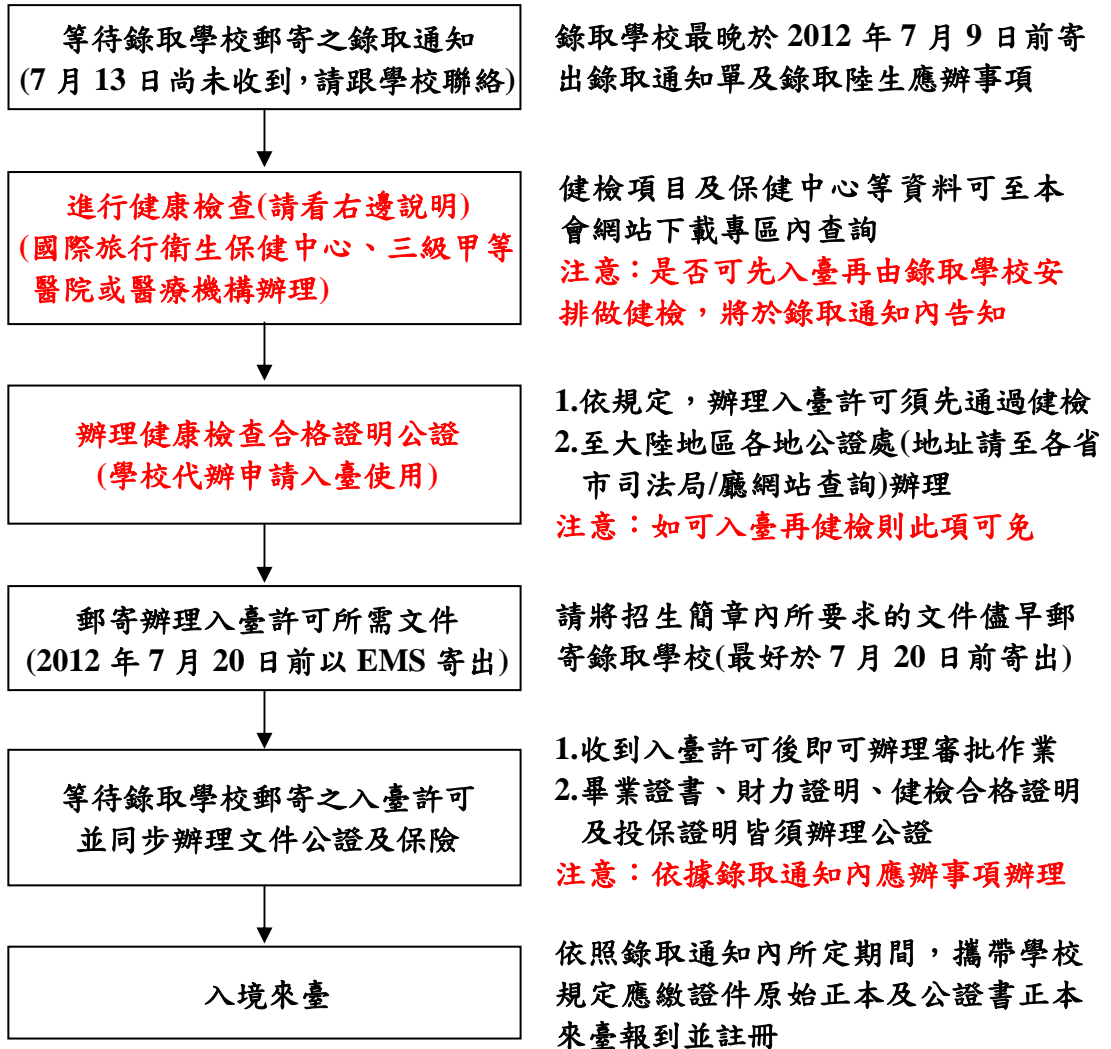 等待錄取學校郵寄之錄取通知
(7 月 13 日尚未收到，請跟學校聯絡)
錄取學校最晚於 2012 年 7 月 9 日前寄
出錄取通知單及錄取陸生應辦事項
進行健康檢查(請看右邊說明)
(國際旅行衛生保健中心、三級甲等
醫院或醫療機構辦理)
健檢項目及保健中心等資料可至本
會網站下載專區內查詢
注意：是否可先入臺再由錄取學校安
排做健檢，將於錄取通知內告知
辦理健康檢查合格證明公證
(學校代辦申請入臺使用)
1.依規定，辦理入臺許可須先通過健檢
2.至大陸地區各地公證處(地址請至各省
市司法局/廳網站查詢)辦理
注意：如可入臺再健檢則此項可免
郵寄辦理入臺許可所需文件
(2012 年 7 月 20 日前以 EMS 寄出)
請將招生簡章內所要求的文件儘早郵
寄錄取學校(最好於 7 月 20 日前寄出)
等待錄取學校郵寄之入臺許可
並同步辦理文件公證及保險
1.收到入臺許可後即可辦理審批作業
2.畢業證書、財力證明、健檢合格證明
及投保證明皆須辦理公證
注意：依據錄取通知內應辦事項辦理
入境來臺
依照錄取通知內所定期間，攜帶學校
規定應繳證件原始正本及公證書正本
來臺報到並註冊